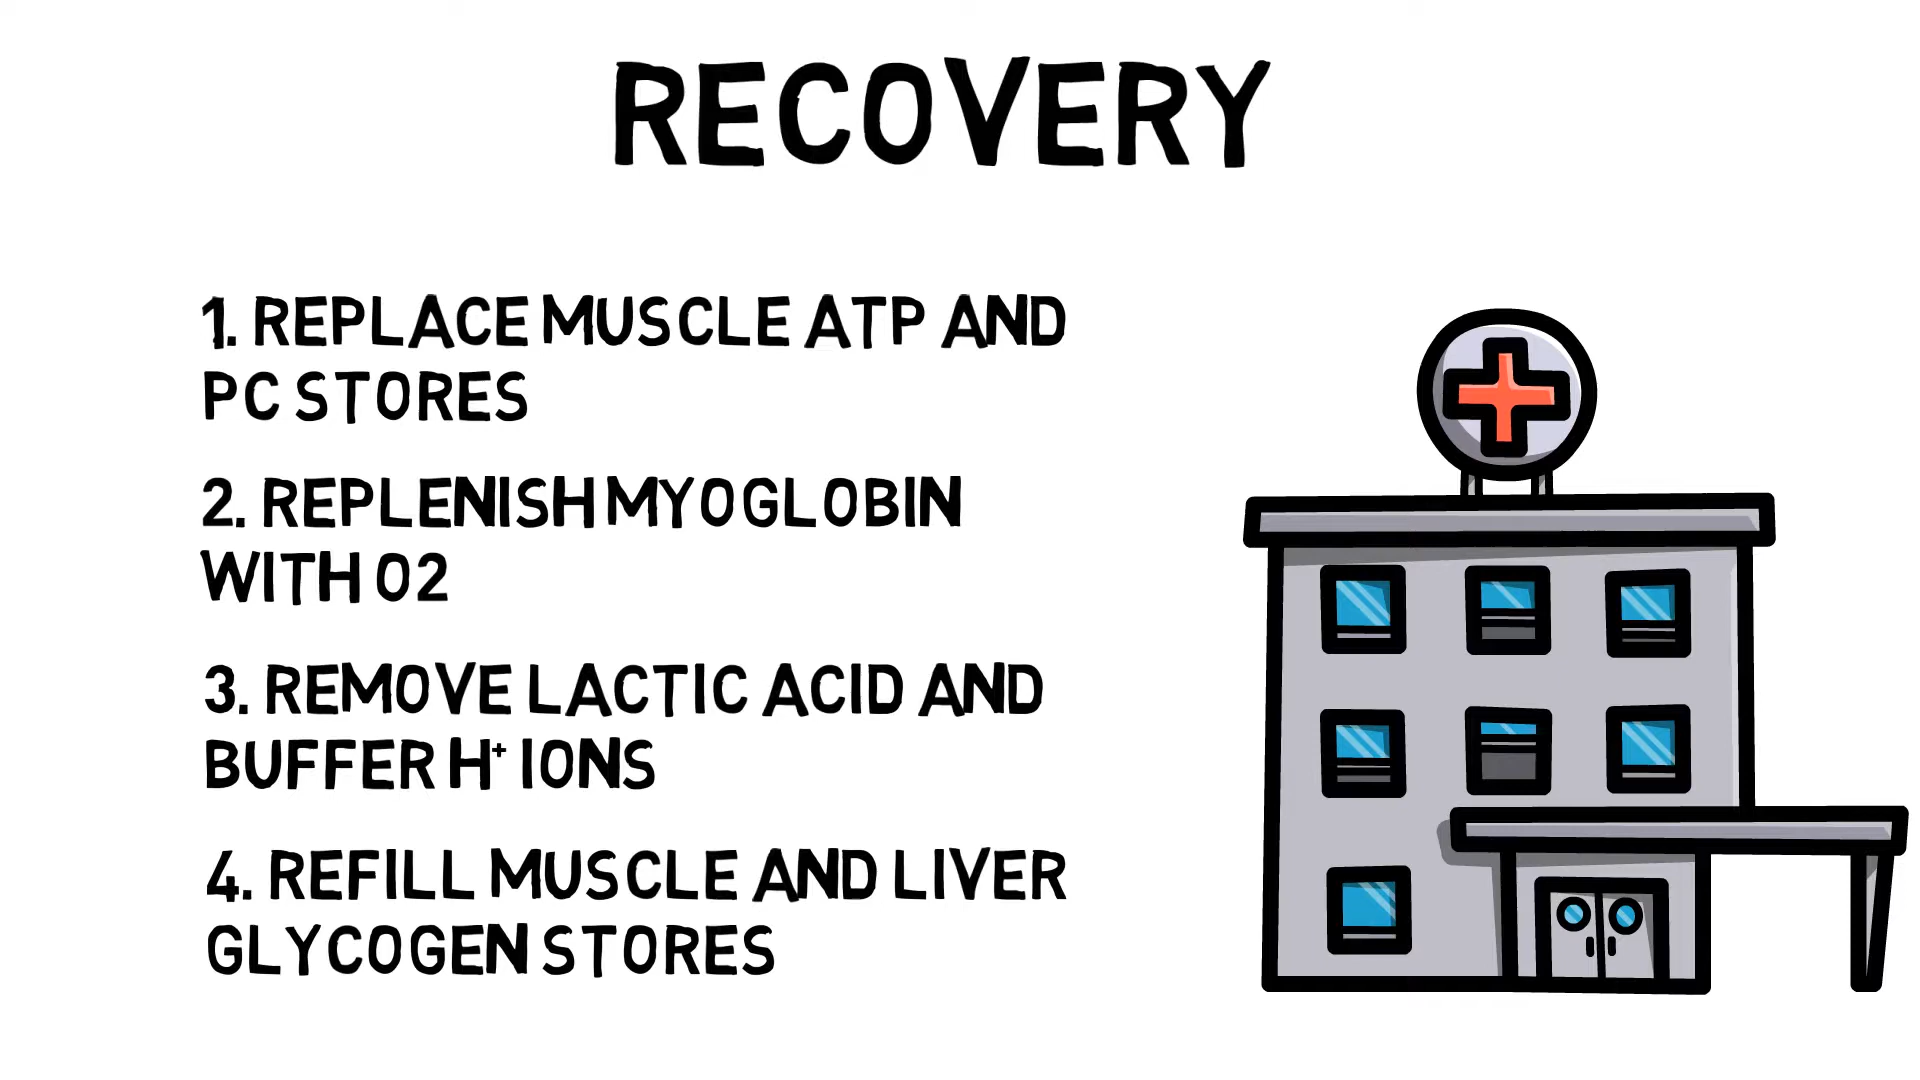 RECOVERY
1. REPLACE MUSCLE ATP AND
PC STORES
2. REPLENISH MYOGLOBIN
WITH O2
3. REMOVE LACTIC ACID AND
BUFFER H⁺ IONS
4. REFILL MUSCLE AND LIVER
GLYCOGEN STORES